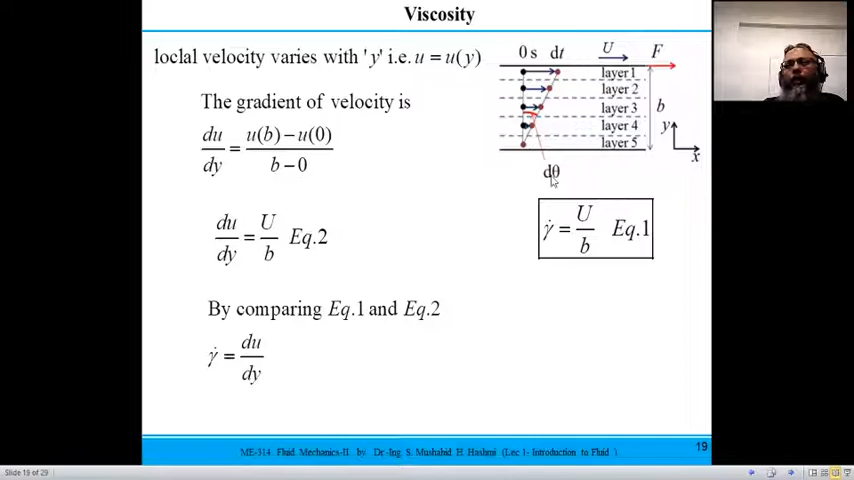 Viscosity
loclal velocity varies with 'y' i.e. u = u(y)
The gradient of velocity is
du/dy = u(b) − u(0) / b − 0
du/dy = U/b Eq.2
By comparing Eq.1 and Eq.2
γ̇ = du/dy
0 s dt U F
layer 1
layer 2
layer 3
layer 4
layer 5
b
y
x
dθ
γ̇ = U/b Eq.1
ME-314 Fluid Mechanics-II by Dr.-Ing. S. Mushahid H. Hashmi (Lec 1- Introduction to Fluid )
19
Slide 19 of 29